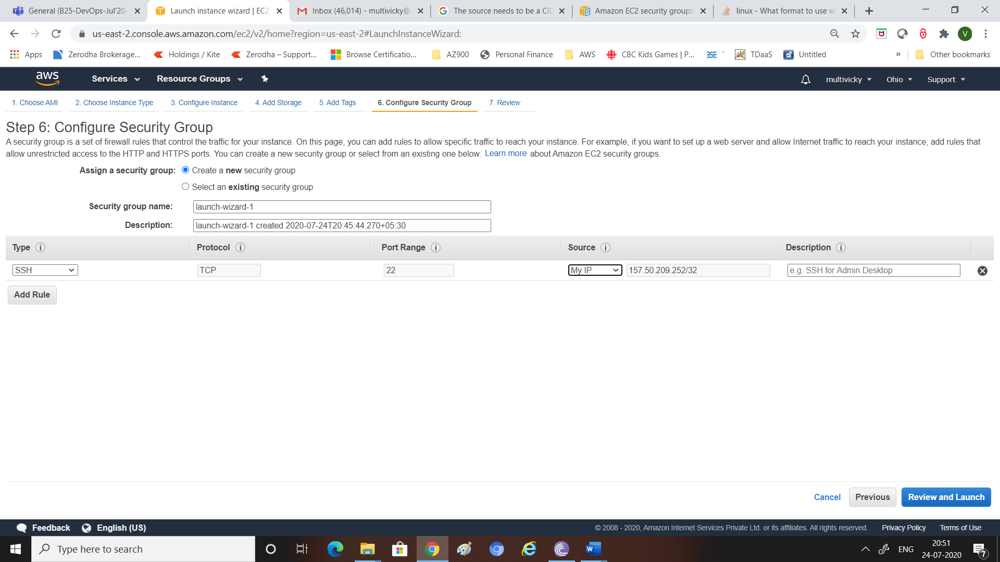 General (B25-DevOps-Jul'20-
Launch instance wizard | EC2
Inbox (46,014) - multivicky@
The source needs to be a CID
Amazon EC2 security groups
linux - What format to use w
us-east-2.console.aws.amazon.com/ec2/v2/home?region=us-east-2#LaunchInstanceWizard:
V
Apps
Zerodha Brokerage...
Holdings / Kite
Zerodha – Support...
Browse Certificatio...
AZ900
Personal Finance
AWS
CBC Kids Games | P...
BSE `
TDaaS
Untitled
»
Other bookmarks
aws
Services
Resource Groups
multivicky
Ohio
Support
1. Choose AMI
2. Choose Instance Type
3. Configure Instance
4. Add Storage
5. Add Tags
6. Configure Security Group
7. Review
Step 6: Configure Security Group
A security group is a set of firewall rules that control the traffic for your instance. On this page, you can add rules to allow specific traffic to reach your instance. For example, if you want to set up a web server and allow Internet traffic to reach your instance, add rules that
allow unrestricted access to the HTTP and HTTPS ports. You can create a new security group or select from an existing one below. Learn more about Amazon EC2 security groups.
Assign a security group: Create a new security group
Select an existing security group
Security group name: launch-wizard-1
Description: launch-wizard-1 created 2020-07-24T20:45:44.270+05:30
Type i Protocol i Port Range i Source i Description i
SSH TCP 22 My IP 157.50.209.252/32 e.g. SSH for Admin Desktop
Add Rule
Cancel Previous Review and Launch
Feedback English (US)
© 2008 - 2020, Amazon Internet Services Private Ltd. or its affiliates. All rights reserved. Privacy Policy Terms of Use
Type here to search
ENG
20:51
24-07-2020
7